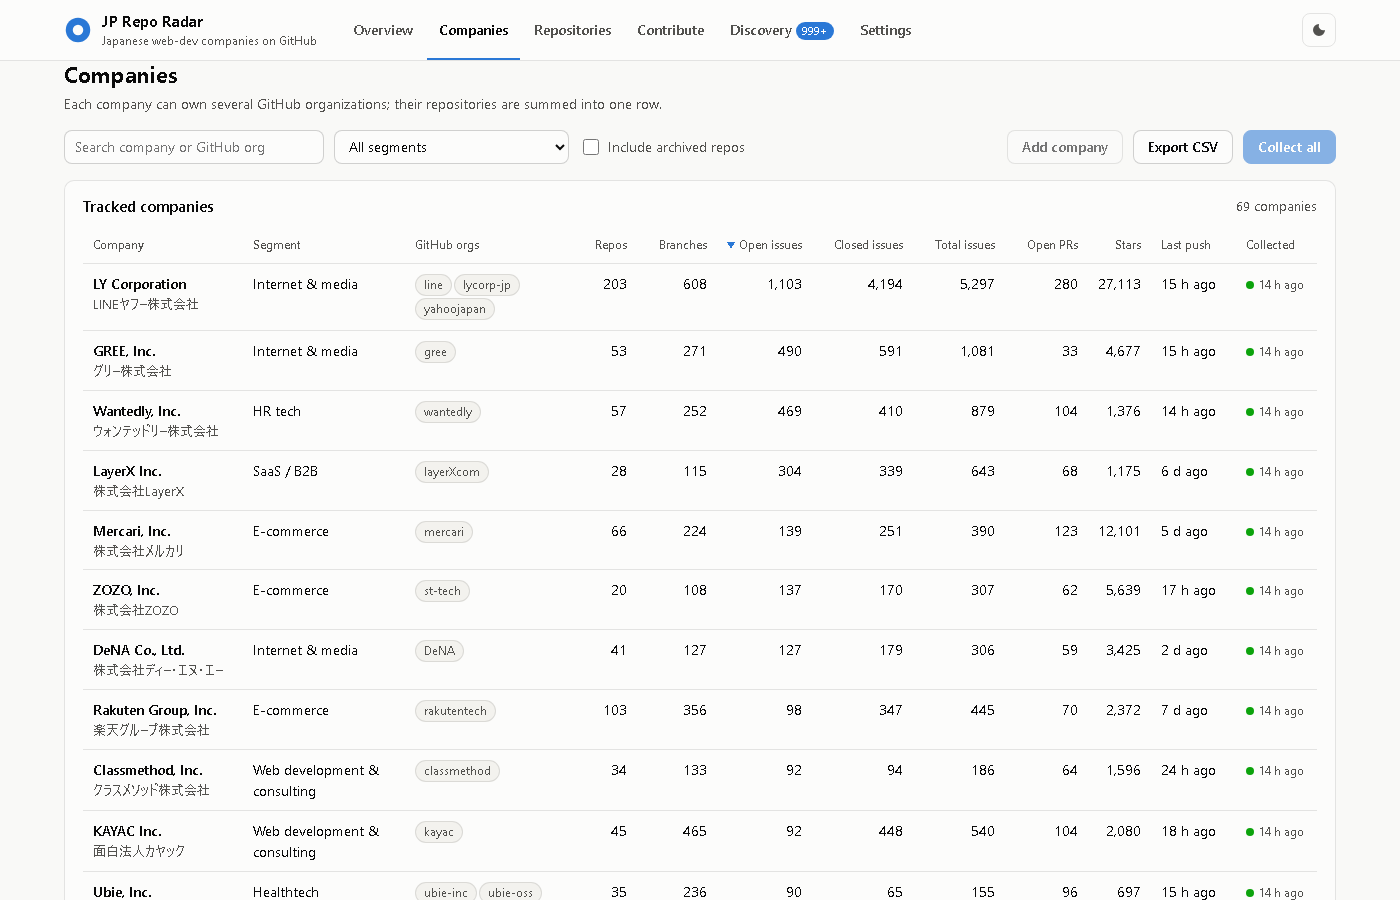 JP Repo Radar
Japanese web-dev companies on GitHub
Overview
Companies
Repositories
Contribute
Discovery 999+
Settings
Companies
Each company can own several GitHub organizations; their repositories are summed into one row.
Search company or GitHub org
All segments
Include archived repos
Add company
Export CSV
Collect all
Tracked companies
69 companies
Company Segment GitHub orgs Repos Branches ▼ Open issues Closed issues Total issues Open PRs Stars Last push Collected
LY Corporation Internet & media line lycorp-jp 203 608 1,103 4,194 5,297 280 27,113 15 h ago 14 h ago
LINEヤフー株式会社 yahoojapan
GREE, Inc. Internet & media gree 53 271 490 591 1,081 33 4,677 15 h ago 14 h ago
グリー株式会社
Wantedly, Inc. HR tech wantedly 57 252 469 410 879 104 1,376 14 h ago 14 h ago
ウォンテッドリー株式会社
LayerX Inc. SaaS / B2B layerXcom 28 115 304 339 643 68 1,175 6 d ago 14 h ago
株式会社LayerX
Mercari, Inc. E-commerce mercari 66 224 139 251 390 123 12,101 5 d ago 14 h ago
株式会社メルカリ
ZOZO, Inc. E-commerce st-tech 20 108 137 170 307 62 5,639 17 h ago 14 h ago
株式会社ZOZO
DeNA Co., Ltd. Internet & media DeNA 41 127 127 179 306 59 3,425 2 d ago 14 h ago
株式会社ディー・エヌ・エー
Rakuten Group, Inc. E-commerce rakutentech 103 356 98 347 445 70 2,372 7 d ago 14 h ago
楽天グループ株式会社
Classmethod, Inc. Web development & classmethod 34 133 92 94 186 64 1,596 24 h ago 14 h ago
クラスメソッド株式会社 consulting
KAYAC Inc. Web development & kayac 45 465 92 448 540 104 2,080 18 h ago 14 h ago
面白法人カヤック consulting
Ubie, Inc. Healthtech ubie-inc ubie-oss 35 236 90 65 155 96 697 15 h ago 14 h ago